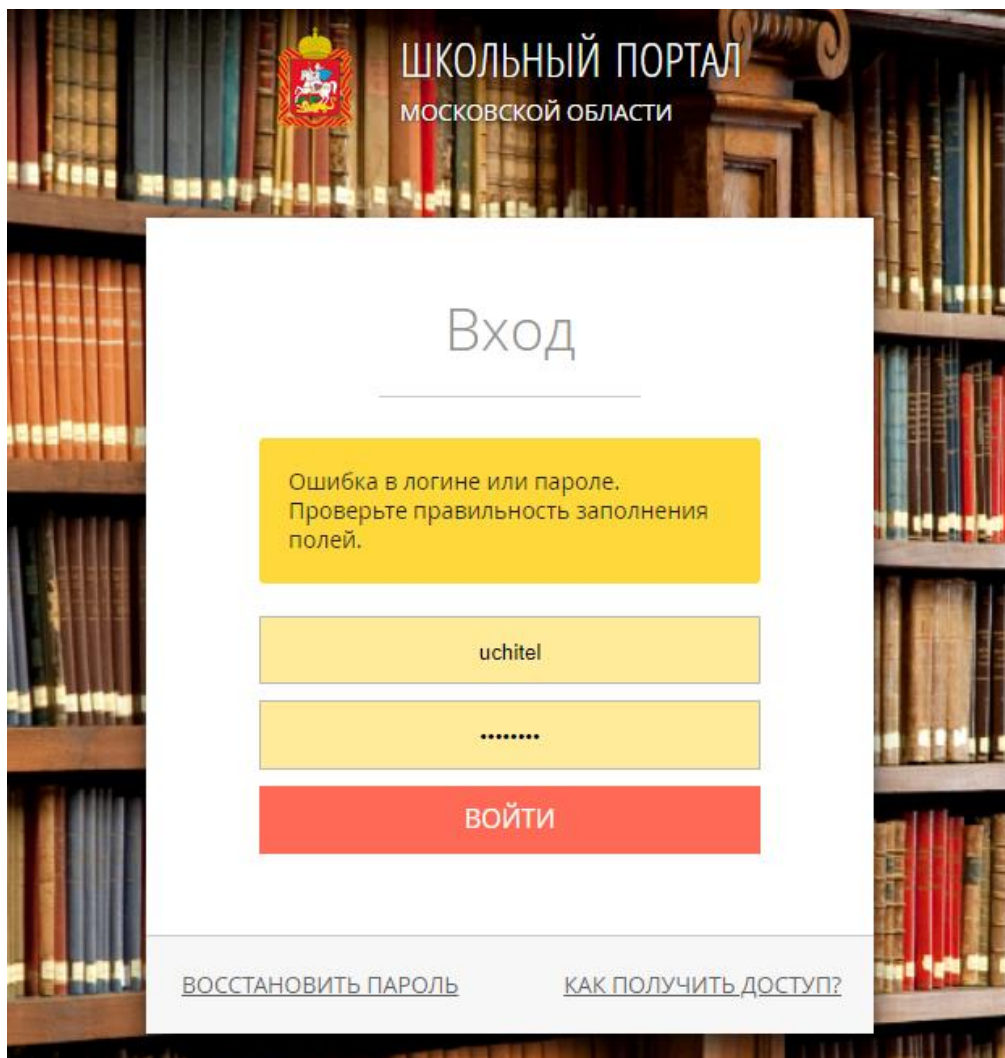 ШКОЛЬНЫЙ ПОРТАЛ
МОСКОВСКОЙ ОБЛАСТИ
Вход
Ошибка в логине или пароле.
Проверьте правильность заполнения
полей.
uchitel
••••••••
ВОЙТИ
ВОССТАНОВИТЬ ПАРОЛЬ
КАК ПОЛУЧИТЬ ДОСТУП?